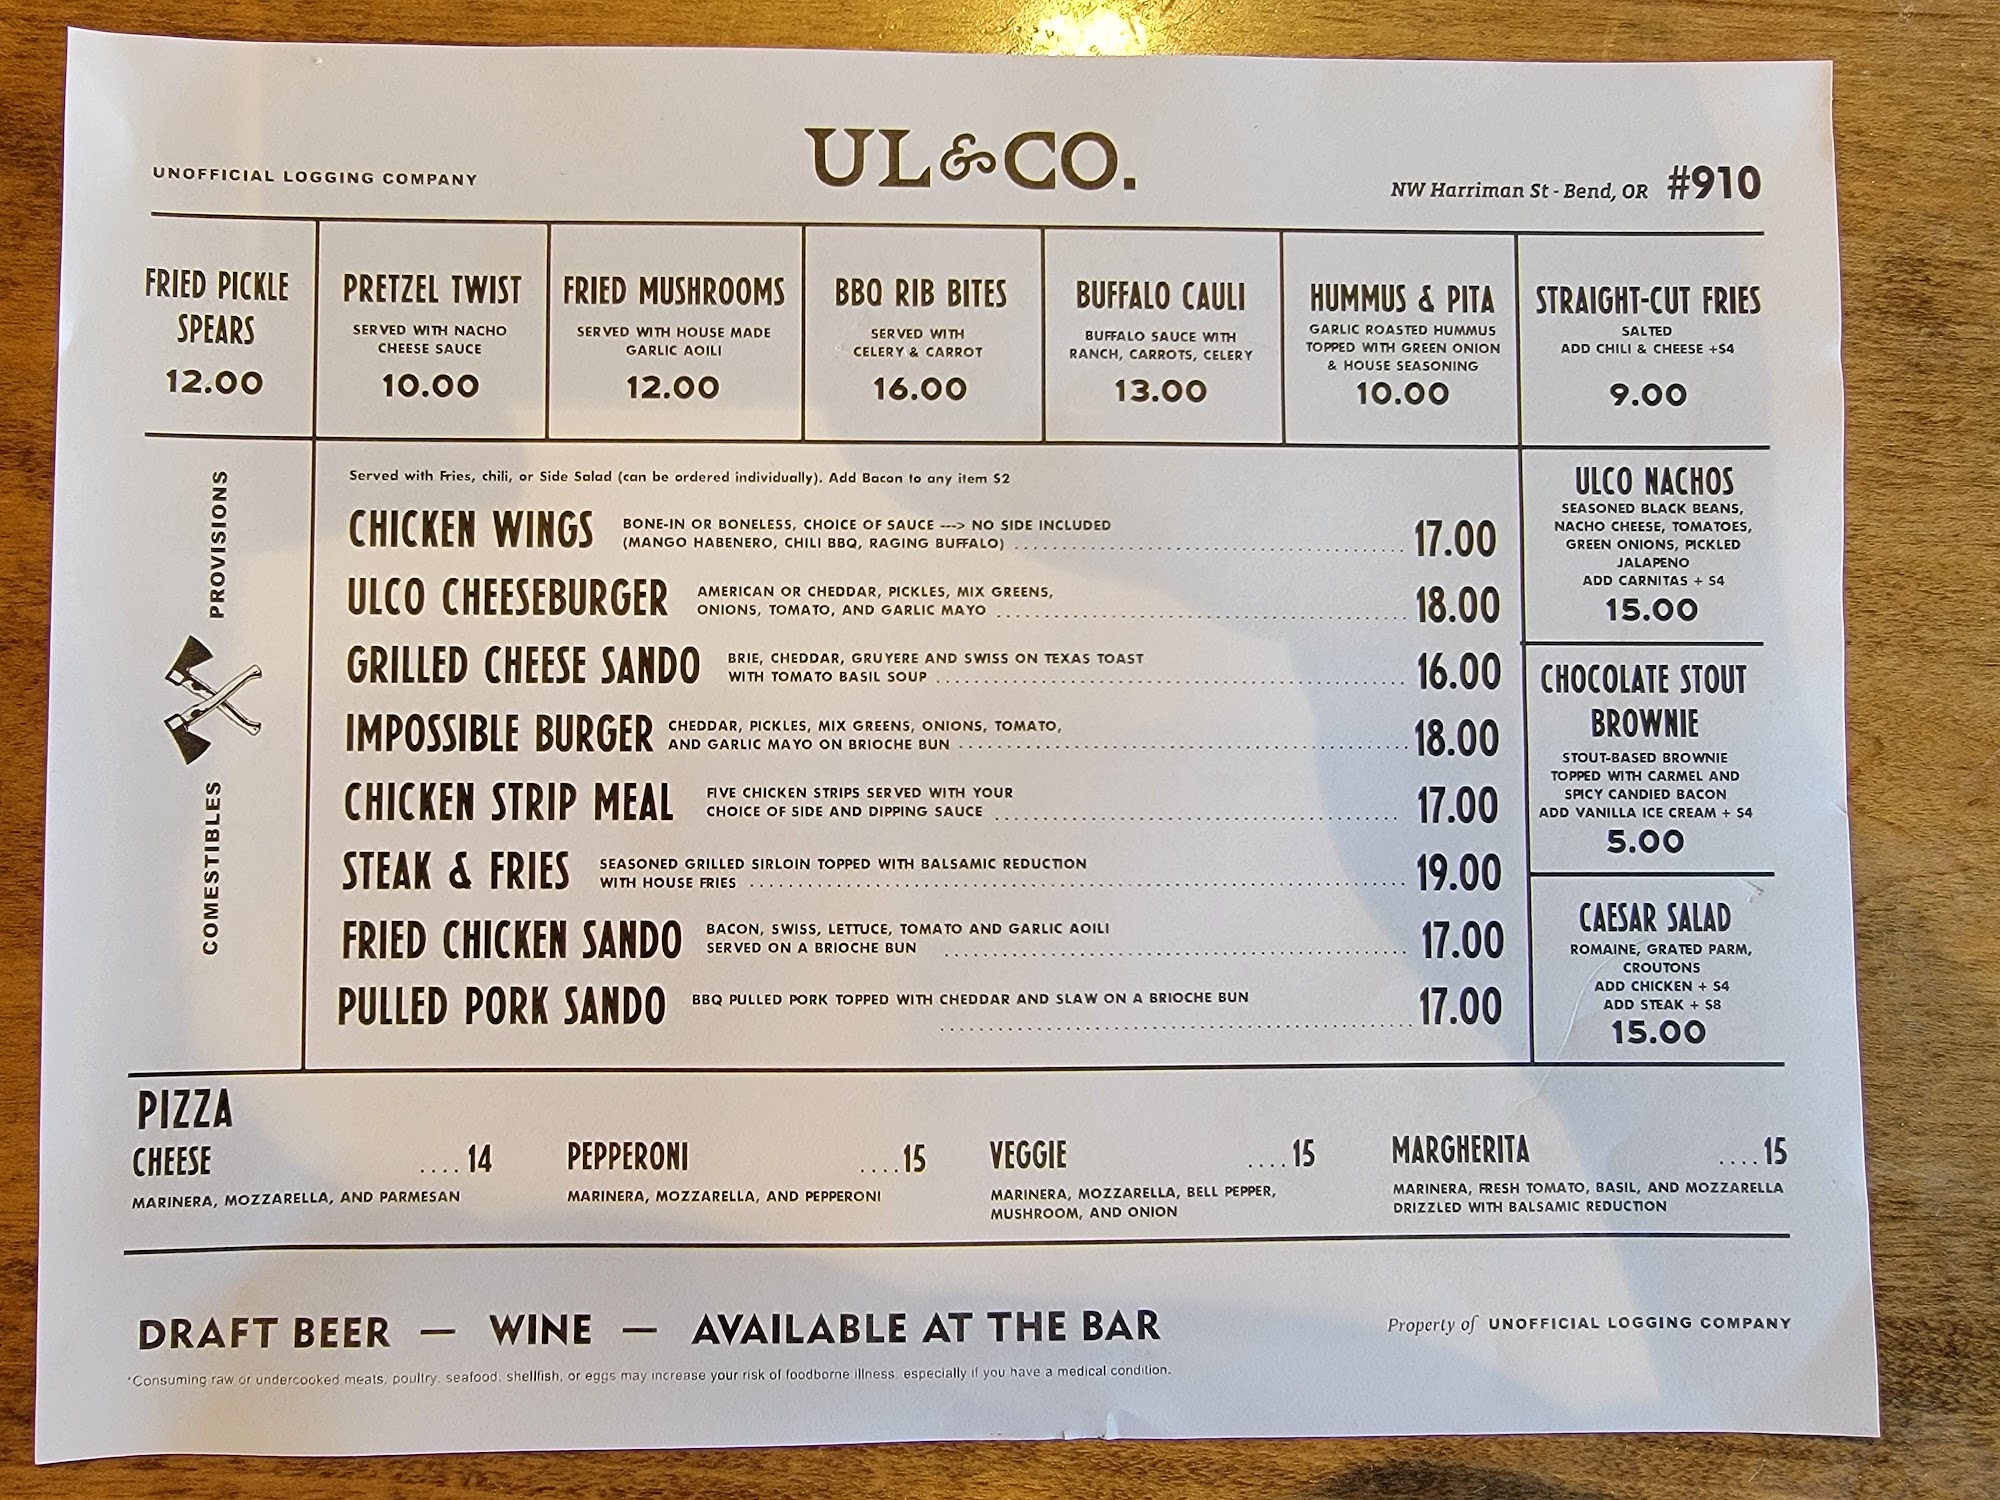 UNOFFICIAL LOGGING COMPANY
UL&CO.
NW Harriman St - Bend, OR #910
FRIED PICKLE
SPEARS
12.00
PRETZEL TWIST
SERVED WITH NACHO
CHEESE SAUCE
10.00
FRIED MUSHROOMS
SERVED WITH HOUSE MADE
GARLIC AOILI
12.00
BBQ RIB BITES
SERVED WITH
CELERY & CARROT
16.00
BUFFALO CAULI
BUFFALO SAUCE WITH
RANCH, CARROTS, CELERY
13.00
HUMMUS & PITA
GARLIC ROASTED HUMMUS
TOPPED WITH GREEN ONION
& HOUSE SEASONING
10.00
STRAIGHT-CUT FRIES
SALTED
ADD CHILI & CHEESE +$4
9.00
PROVISIONS
COMESTIBLES
Served with Fries, chili, or Side Salad (can be ordered individually). Add Bacon to any item $2
CHICKEN WINGS BONE-IN OR BONELESS, CHOICE OF SAUCE ---> NO SIDE INCLUDED
(MANGO HABENERO, CHILI BBQ, RAGING BUFFALO) 17.00
ULCO CHEESEBURGER AMERICAN OR CHEDDAR, PICKLES, MIX GREENS,
ONIONS, TOMATO, AND GARLIC MAYO 18.00
GRILLED CHEESE SANDO BRIE, CHEDDAR, GRUYERE AND SWISS ON TEXAS TOAST
WITH TOMATO BASIL SOUP 16.00
IMPOSSIBLE BURGER CHEDDAR, PICKLES, MIX GREENS, ONIONS, TOMATO,
AND GARLIC MAYO ON BRIOCHE BUN 18.00
CHICKEN STRIP MEAL FIVE CHICKEN STRIPS SERVED WITH YOUR
CHOICE OF SIDE AND DIPPING SAUCE 17.00
STEAK & FRIES SEASONED GRILLED SIRLOIN TOPPED WITH BALSAMIC REDUCTION
WITH HOUSE FRIES 19.00
FRIED CHICKEN SANDO BACON, SWISS, LETTUCE, TOMATO AND GARLIC AOILI
SERVED ON A BRIOCHE BUN 17.00
PULLED PORK SANDO BBQ PULLED PORK TOPPED WITH CHEDDAR AND SLAW ON A BRIOCHE BUN
17.00
ULCO NACHOS
SEASONED BLACK BEANS,
NACHO CHEESE, TOMATOES,
GREEN ONIONS, PICKLED
JALAPENO
ADD CARNITAS + $4
15.00
CHOCOLATE STOUT
BROWNIE
STOUT-BASED BROWNIE
TOPPED WITH CARMEL AND
SPICY CANDIED BACON
ADD VANILLA ICE CREAM + $4
5.00
CAESAR SALAD
ROMAINE, GRATED PARM,
CROUTONS
ADD CHICKEN + $4
ADD STEAK + $8
15.00
PIZZA
CHEESE ....14
MARINERA, MOZZARELLA, AND PARMESAN
PEPPERONI ....15
MARINERA, MOZZARELLA, AND PEPPERONI
VEGGIE ....15
MARINERA, MOZZARELLA, BELL PEPPER,
MUSHROOM, AND ONION
MARGHERITA ....15
MARINERA, FRESH TOMATO, BASIL, AND MOZZARELLA
DRIZZLED WITH BALSAMIC REDUCTION
DRAFT BEER — WINE — AVAILABLE AT THE BAR
Property of UNOFFICIAL LOGGING COMPANY
*Consuming raw or undercooked meats, poultry, seafood, shellfish, or eggs may increase your risk of foodborne illness, especially if you have a medical condition.